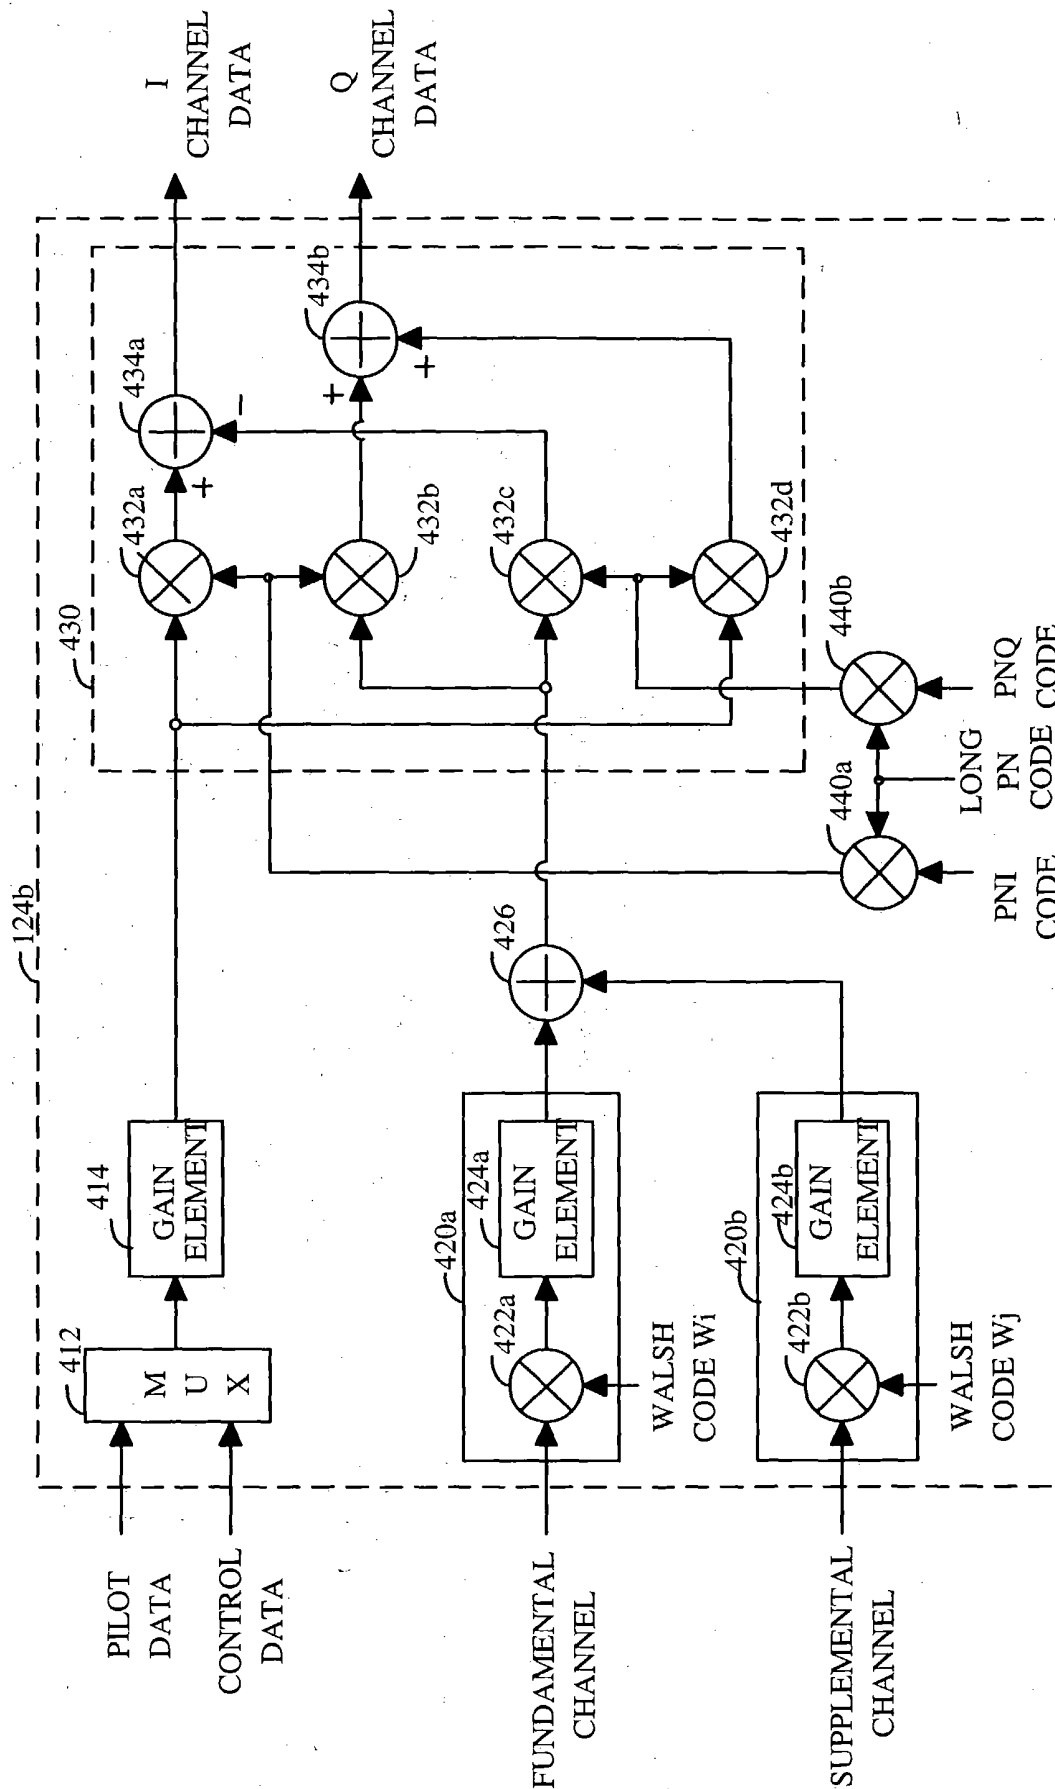 124b
430
I
CHANNEL
DATA
Q
CHANNEL
DATA
434a
434b
+
-
+
+
432a
432b
432c
432d
440a
440b
PNI
CODE
LONG
PN
CODE
PNQ
CODE
426
414
GAIN
ELEMENT
412
M
U
X
PILOT
DATA
CONTROL
DATA
420a
424a
GAIN
ELEMENT
422a
WALSH
CODE Wi
FUNDAMENTAL
CHANNEL
420b
424b
GAIN
ELEMENT
422b
WALSH
CODE Wj
SUPPLEMENTAL
CHANNEL